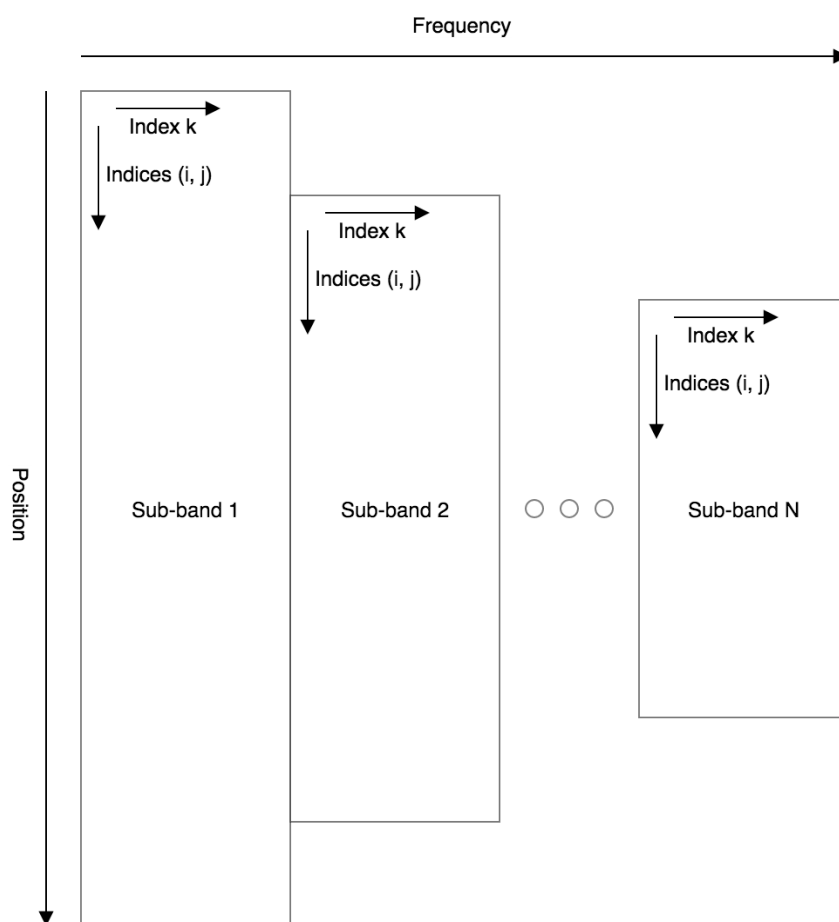 Frequency
Index k
Indices (i, j)
Index k
Indices (i, j)
Index k
Indices (i, j)
Position
Sub-band 1
Sub-band 2
Sub-band N